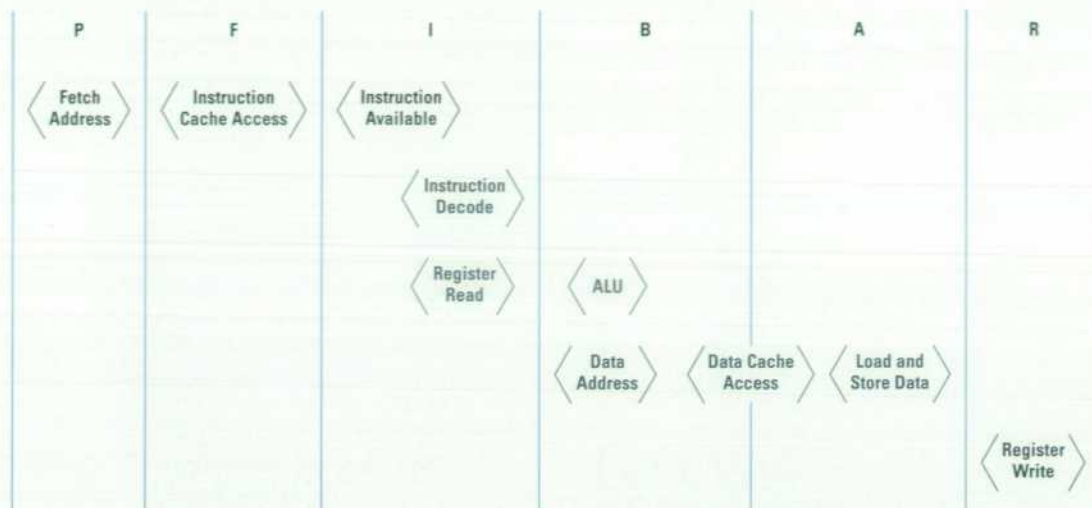 P F I B A R
Fetch Address
Instruction Cache Access
Instruction Available
Instruction Decode
Register Read
ALU
Data Address
Data Cache Access
Load and Store Data
Register Write